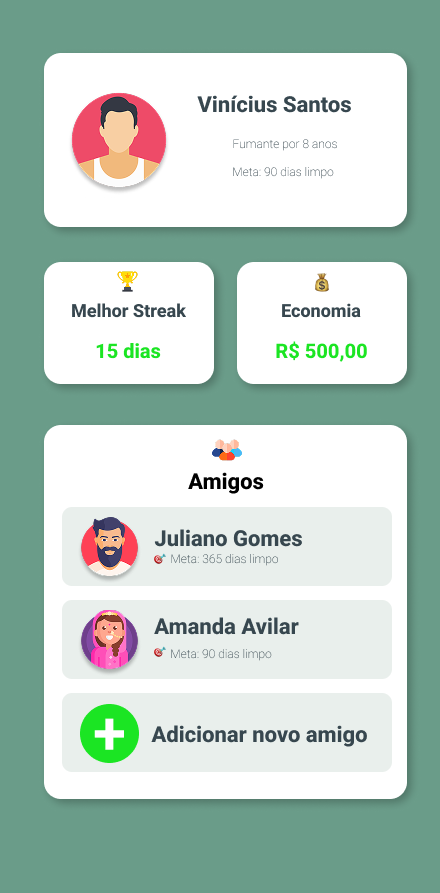 Vinícius Santos
Fumante por 8 anos
Meta: 90 dias limpo
Melhor Streak
15 dias
Economia
R$ 500,00
Amigos
Juliano Gomes
Meta: 365 dias limpo
Amanda Avilar
Meta: 90 dias limpo
Adicionar novo amigo